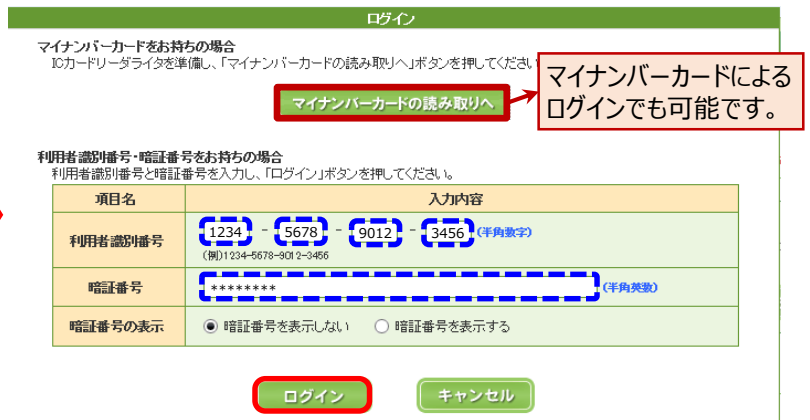 ログイン
マイナンバーカードをお持ちの場合
ICカードリーダライタを準備し、「マイナンバーカードの読み取りへ」ボタンを押してください
マイナンバーカードによる
ログインでも可能です。
マイナンバーカードの読み取りへ
利用者識別番号・暗証番号をお持ちの場合
利用者識別番号と暗証番号を入力し、「ログイン」ボタンを押してください。
項目名 入力内容
利用者識別番号 1234 - 5678 - 9012 - 3456 (半角数字)
(例)1234-5678-9012-3456
暗証番号 ******** (半角英数)
暗証番号の表示 暗証番号を表示しない 暗証番号を表示する
ログイン キャンセル